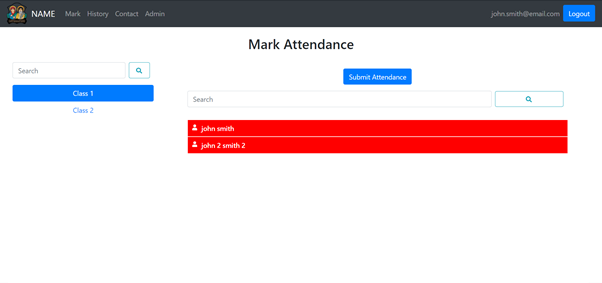 NAME Mark History Contact Admin john.smith@email.com Logout
Mark Attendance
Search
Class 1
Class 2
Submit Attendance
Search
john smith
john 2 smith 2